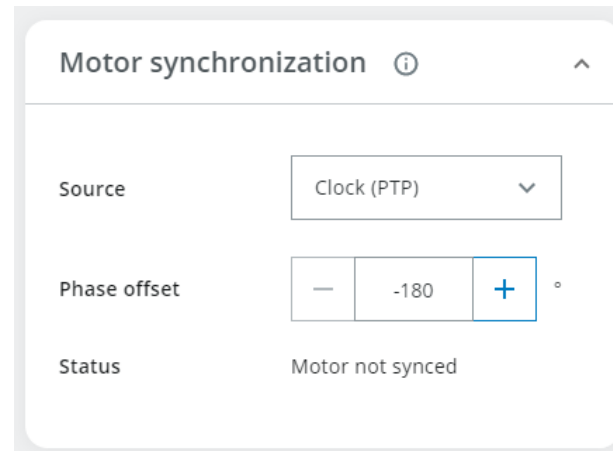 Motor synchronization
Source
Clock (PTP)
Phase offset
-180
°
Status
Motor not synced